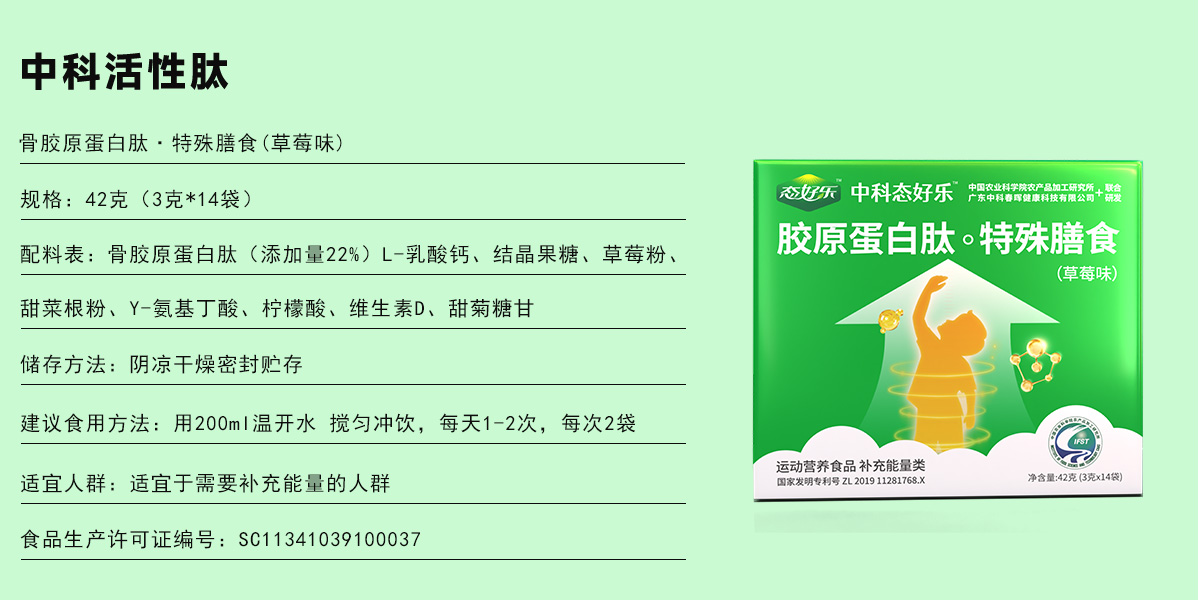 中科活性肽
骨胶原蛋白肽·特殊膳食(草莓味)
规格：42克（3克*14袋）
配料表：骨胶原蛋白肽（添加量22%）L-乳酸钙、结晶果糖、草莓粉、
甜菜根粉、Y-氨基丁酸、柠檬酸、维生素D、甜菊糖甘
储存方法：阴凉干燥密封贮存
建议食用方法：用200ml温开水 搅匀冲饮，每天1-2次，每次2袋
适宜人群：适宜于需要补充能量的人群
食品生产许可证编号：SC11341039100037
态好乐™
中科态好乐™
中国农业科学院农产品加工研究所
广东中科春晖健康科技有限公司
+
联合
研发
胶原蛋白肽。特殊膳食
(草莓味)
IFST
运动营养食品 补充能量类
国家发明专利号 ZL 2019 11281768.X
净含量:42克 (3克x14袋)